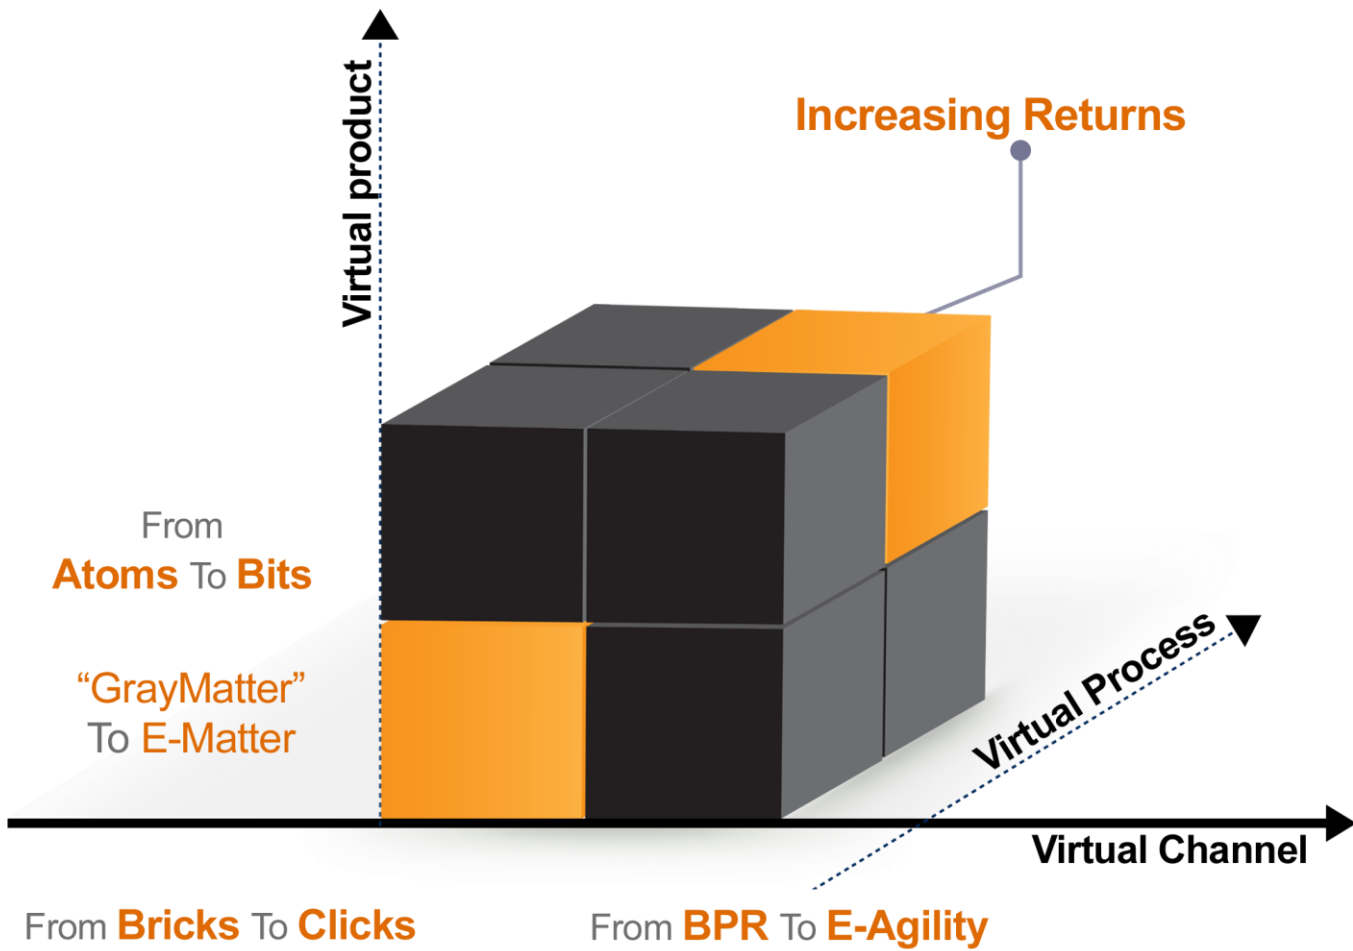 Virtual product
Increasing Returns
From
Atoms To Bits
“GrayMatter”
To E-Matter
Virtual Process
Virtual Channel
From Bricks To Clicks
From BPR To E-Agility